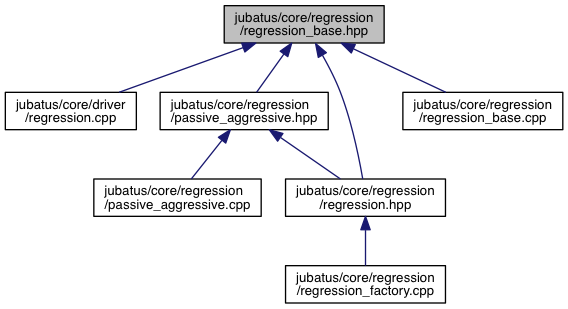 jubatus/core/regression
/regression_base.hpp
jubatus/core/driver
/regression.cpp
jubatus/core/regression
/passive_aggressive.hpp
jubatus/core/regression
/regression_base.cpp
jubatus/core/regression
/passive_aggressive.cpp
jubatus/core/regression
/regression.hpp
jubatus/core/regression
/regression_factory.cpp